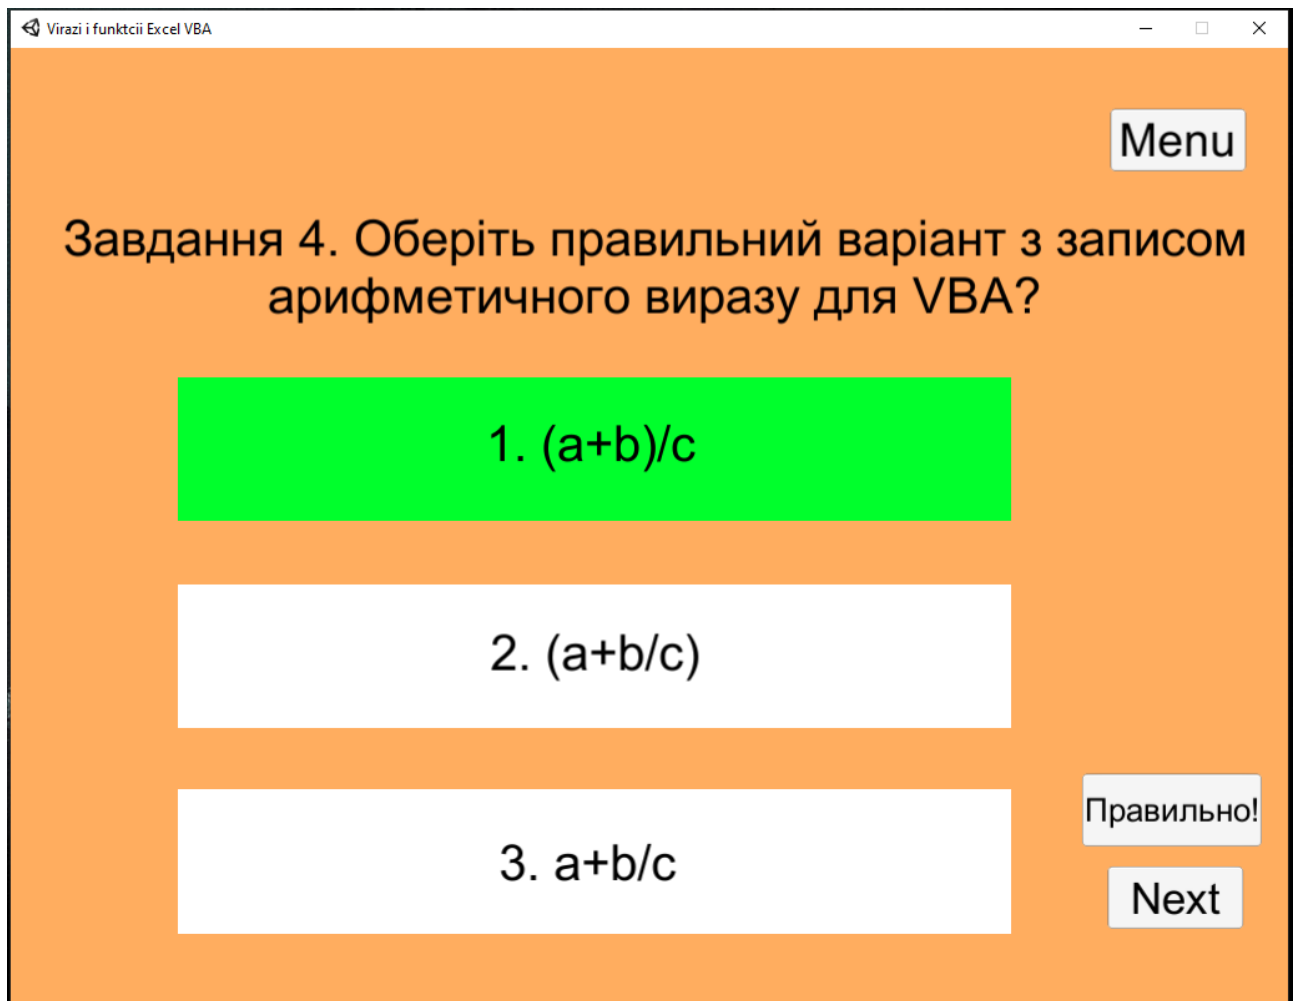 Virazi i funktcii Excel VBA
Menu
Завдання 4. Оберіть правильний варіант з записом
арифметичного виразу для VBA?
1. (a+b)/c
2. (a+b/c)
3. a+b/c
Правильно!
Next